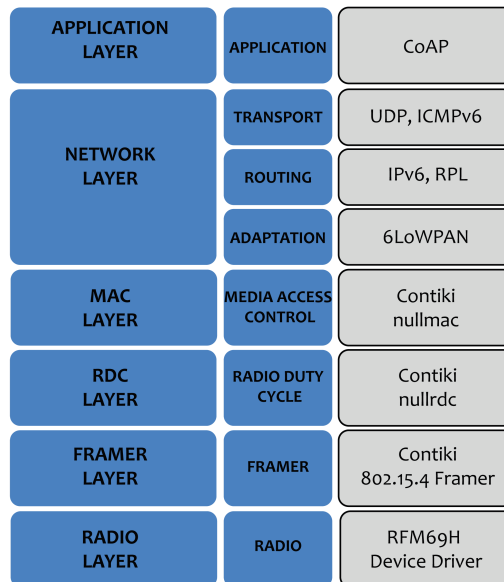 APPLICATION
LAYER
APPLICATION
CoAP
NETWORK
LAYER
TRANSPORT
UDP, ICMPv6
ROUTING
IPv6, RPL
ADAPTATION
6LoWPAN
MAC
LAYER
MEDIA ACCESS
CONTROL
Contiki
nullmac
RDC
LAYER
RADIO DUTY
CYCLE
Contiki
nullrdc
FRAMER
LAYER
FRAMER
Contiki
802.15.4 Framer
RADIO
LAYER
RADIO
RFM69H
Device Driver